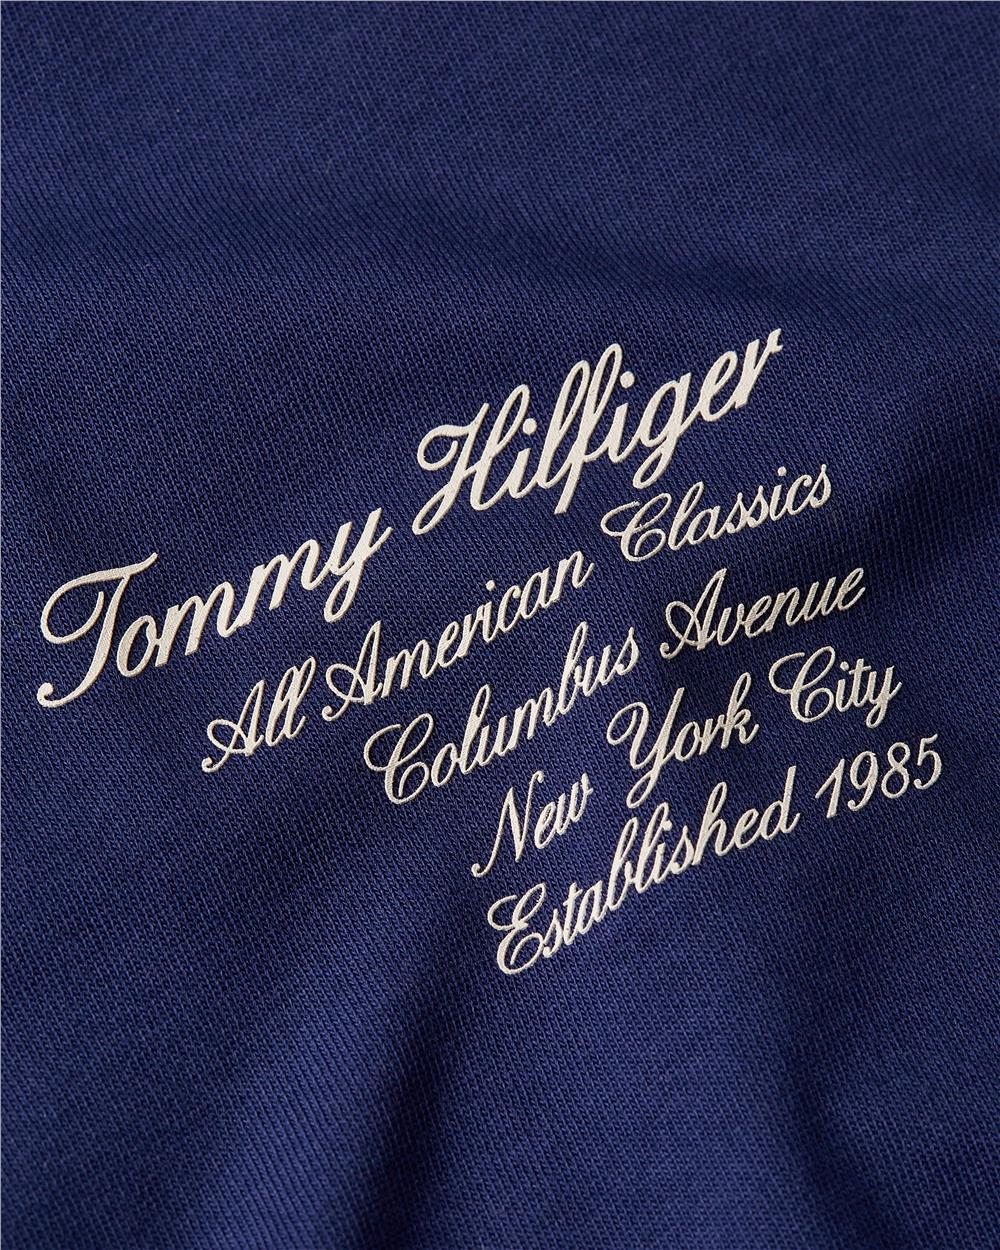 Tommy Hilfiger
All American Classics
Columbus Avenue
New York City
Established 1985